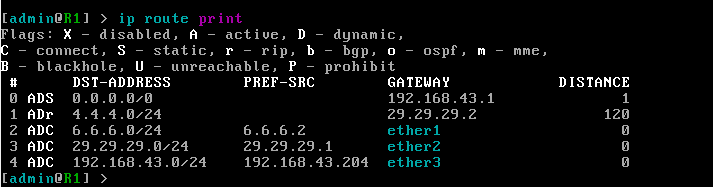 [admin@R1] > ip route print
Flags: X - disabled, A - active, D - dynamic,
C - connect, S - static, r - rip, b - bgp, o - ospf, m - mme,
B - blackhole, U - unreachable, P - prohibit
 #      DST-ADDRESS        PREF-SRC        GATEWAY            DISTANCE
 0 ADS  0.0.0.0/0                          192.168.43.1              1
 1 ADr  4.4.4.0/24                         29.29.29.2              120
 2 ADC  6.6.6.0/24         6.6.6.2         ether1                    0
 3 ADC  29.29.29.0/24      29.29.29.1      ether2                    0
 4 ADC  192.168.43.0/24    192.168.43.204  ether3                    0
[admin@R1] >